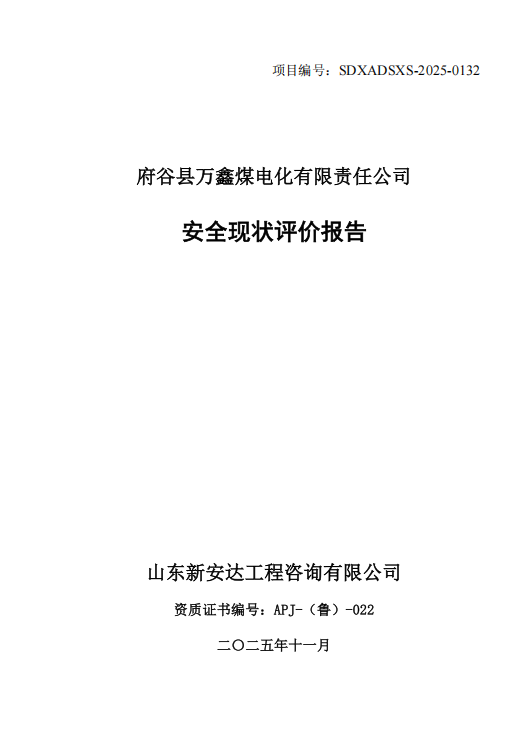 项目编号：SDXADSXS-2025-0132
府谷县万鑫煤电化有限责任公司
安全现状评价报告
山东新安达工程咨询有限公司
资质证书编号：APJ-（鲁）-022
二〇二五年十一月